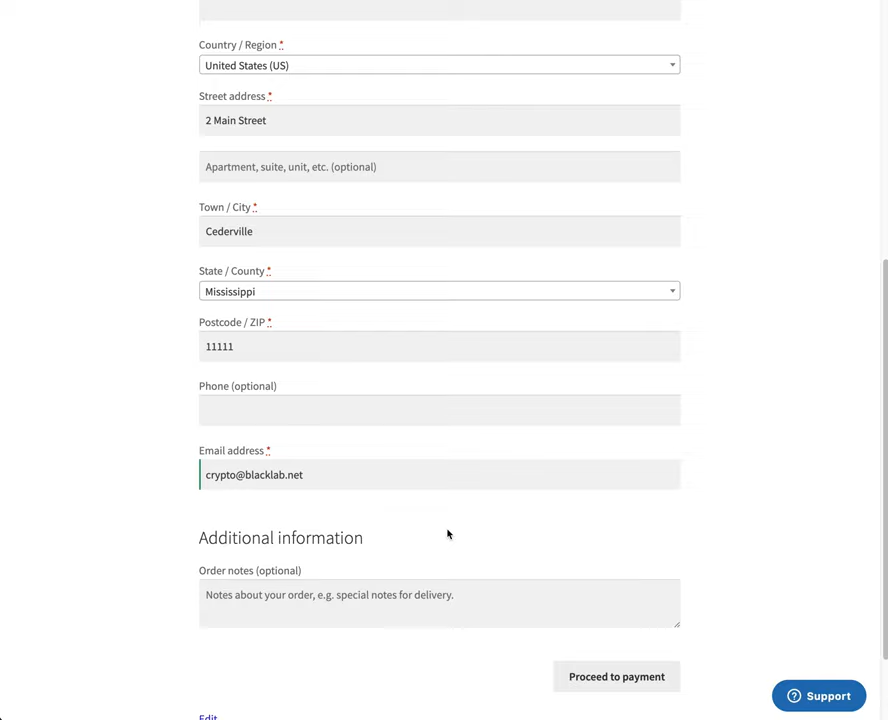 Country / Region *
United States (US)
Street address *
2 Main Street
Apartment, suite, unit, etc. (optional)
Town / City *
Cederville
State / County *
Mississippi
Postcode / ZIP *
11111
Phone (optional)
Email address *
crypto@blacklab.net
Additional information
Order notes (optional)
Notes about your order, e.g. special notes for delivery.
Proceed to payment
Support
Edit